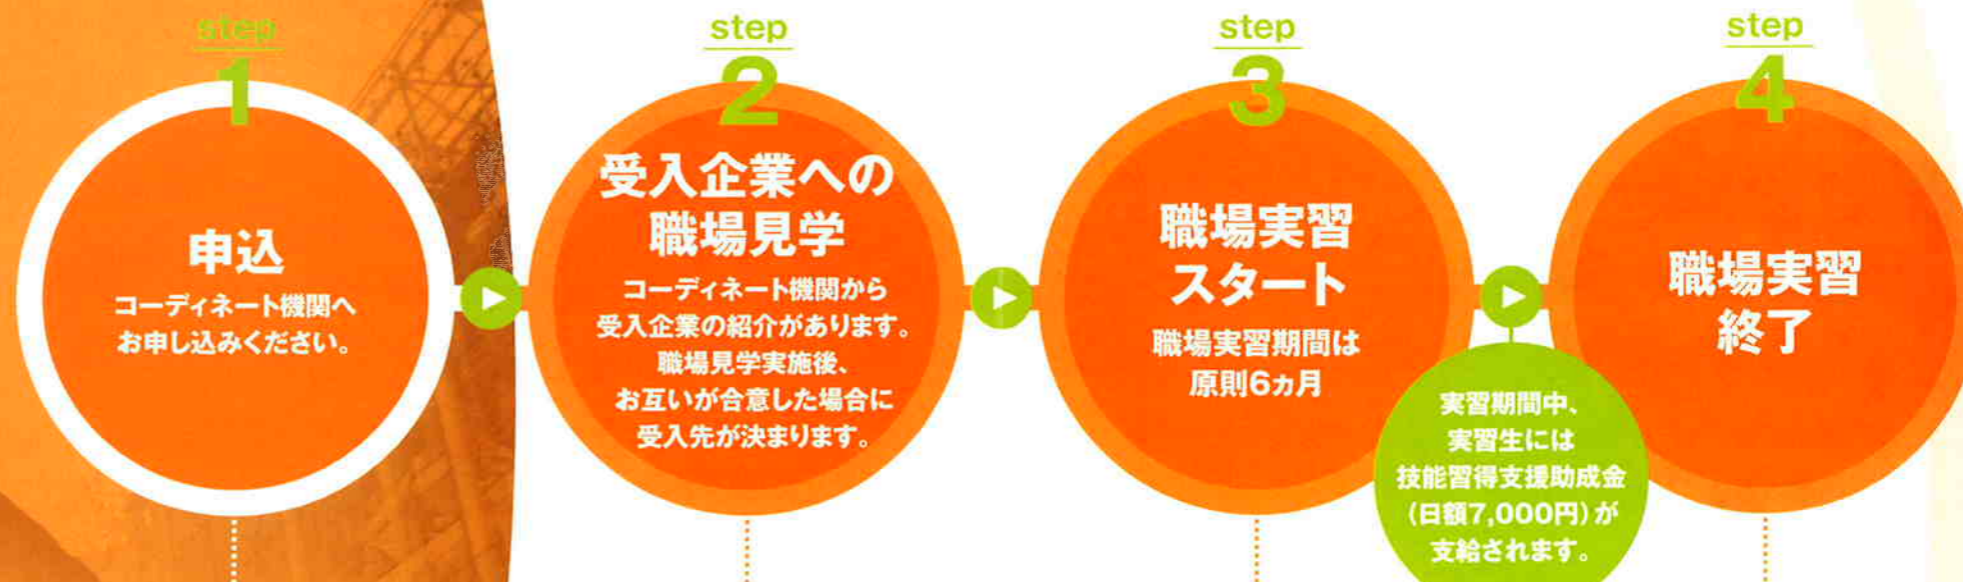 step
1
申込
コーディネート機関へ
お申し込みください。
step
2
受入企業への
職場見学
コーディネート機関から
受入企業の紹介があります。
職場見学実施後、
お互いが合意した場合に
受入先が決まります。
step
3
職場実習
スタート
職場実習期間は
原則6ヵ月
実習期間中、
実習生には
技能習得支援助成金
(日額7,000円)が
支給されます。
step
4
職場実習
終了